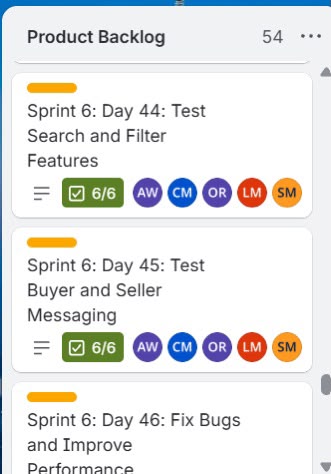 Product Backlog 54 ...
Sprint 6: Day 44: Test
Search and Filter
Features
6/6 AW CM OR LM SM
Sprint 6: Day 45: Test
Buyer and Seller
Messaging
6/6 AW CM OR LM SM
Sprint 6: Day 46: Fix Bugs
and Improve
Performance